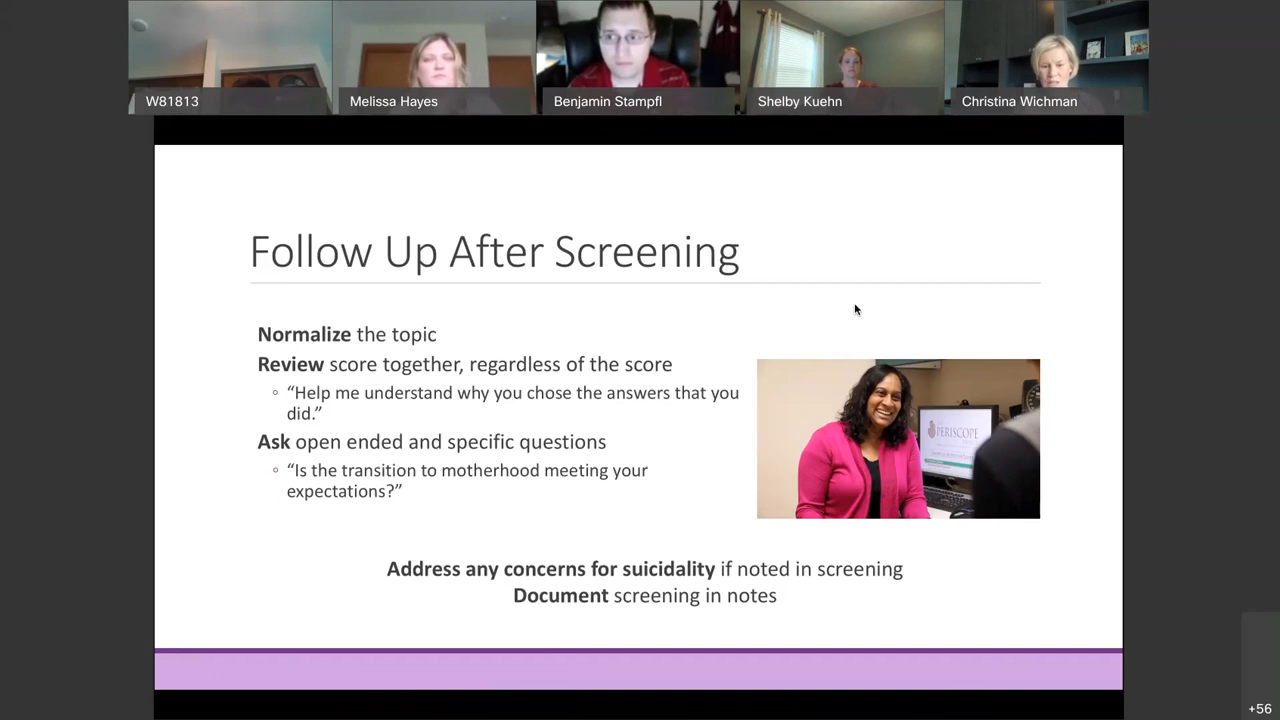 W81813
Melissa Hayes
Benjamin Stampfl
Shelby Kuehn
Christina Wichman
Follow Up After Screening
Normalize the topic
Review score together, regardless of the score
“Help me understand why you chose the answers that you
did.”
Ask open ended and specific questions
“Is the transition to motherhood meeting your
expectations?”
PERISCOPE
Address any concerns for suicidality if noted in screening
Document screening in notes
+56